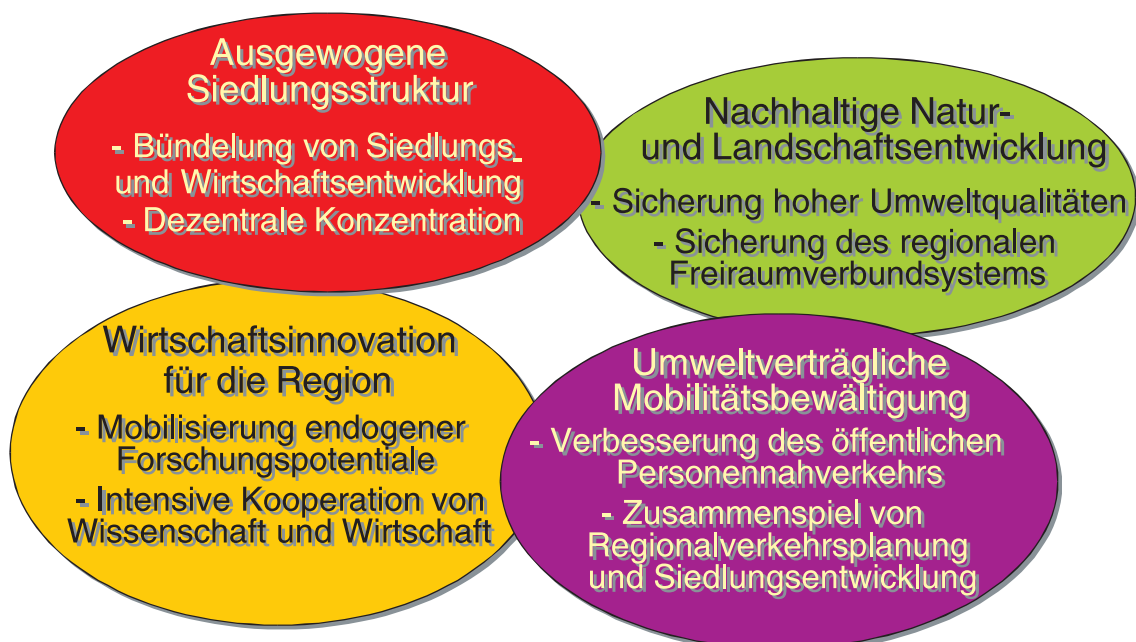 Ausgewogene
Siedlungsstruktur
- Bündelung von Siedlungs-
und Wirtschaftsentwicklung
- Dezentrale Konzentration
Nachhaltige Natur-
und Landschaftsentwicklung
- Sicherung hoher Umweltqualitäten
- Sicherung des regionalen
Freiraumverbundsystems
Wirtschaftsinnovation
für die Region
- Mobilisierung endogener
Forschungspotentiale
- Intensive Kooperation von
Wissenschaft und Wirtschaft
Umweltverträgliche
Mobilitätsbewältigung
- Verbesserung des öffentlichen
Personennahverkehrs
- Zusammenspiel von
Regionalverkehrsplanung
und Siedlungsentwicklung